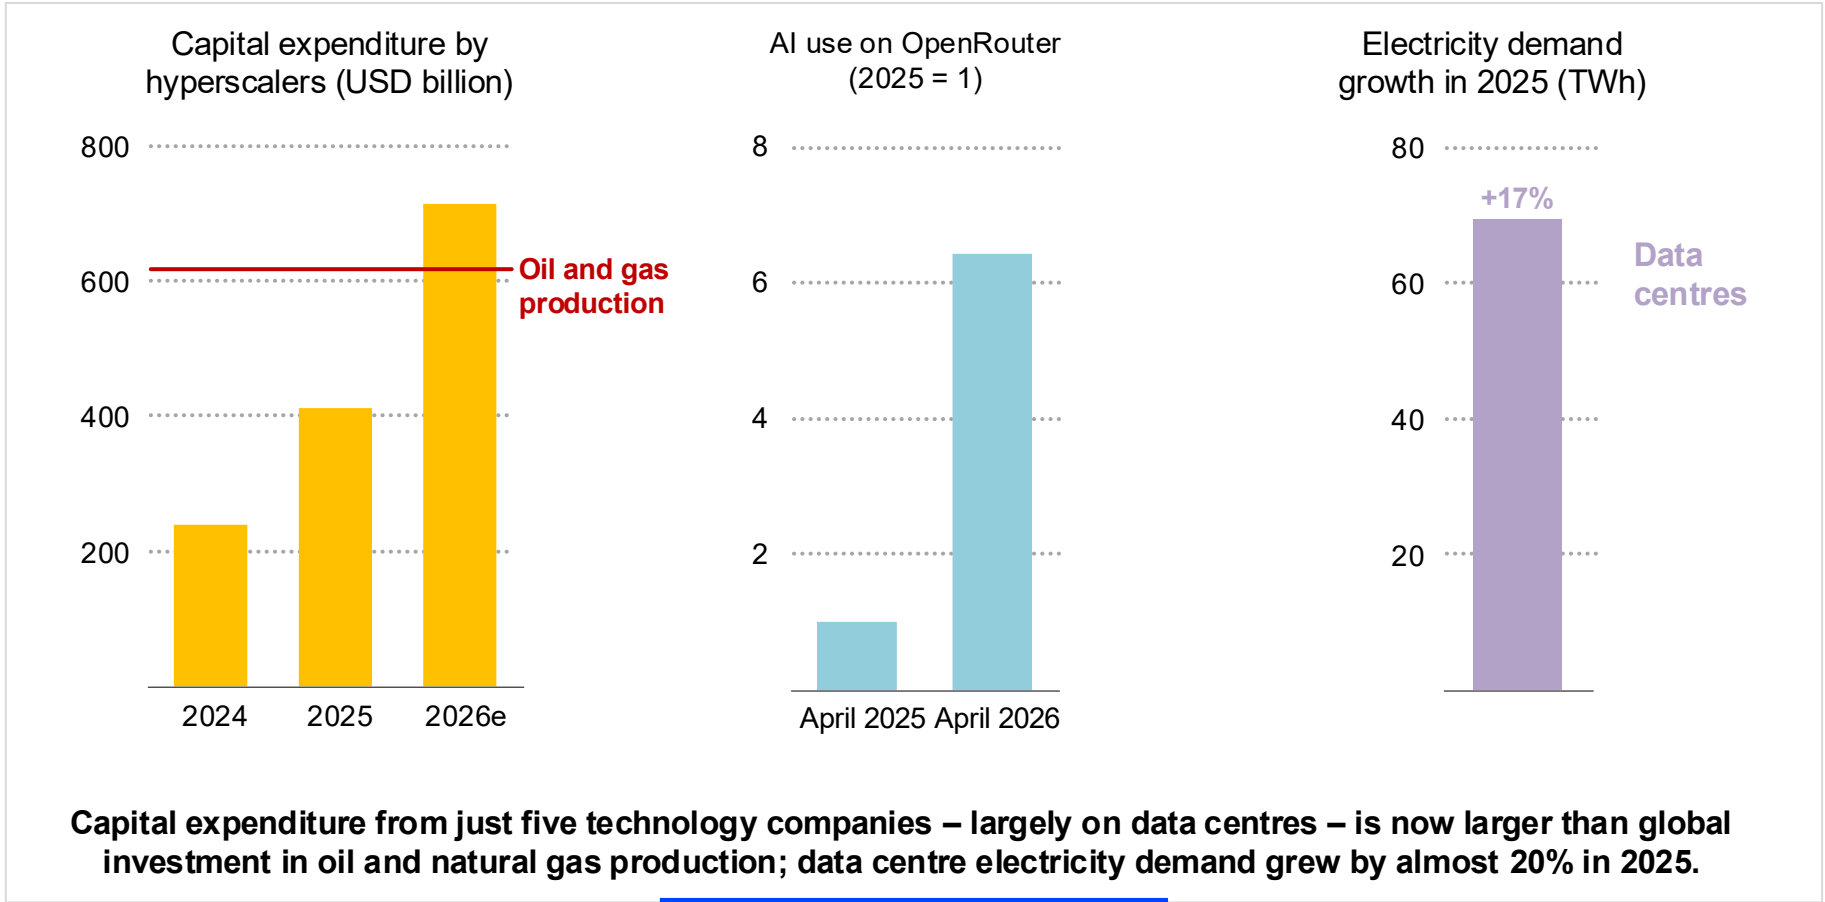 Capital expenditure by
hyperscalers (USD billion)
800
600
400
200
Oil and gas
production
2024
2025
2026e
AI use on OpenRouter
(2025 = 1)
8
6
4
2
April 2025
April 2026
Electricity demand
growth in 2025 (TWh)
80
60
40
20
+17%
Data
centres
Capital expenditure from just five technology companies – largely on data centres – is now larger than global
investment in oil and natural gas production; data centre electricity demand grew by almost 20% in 2025.